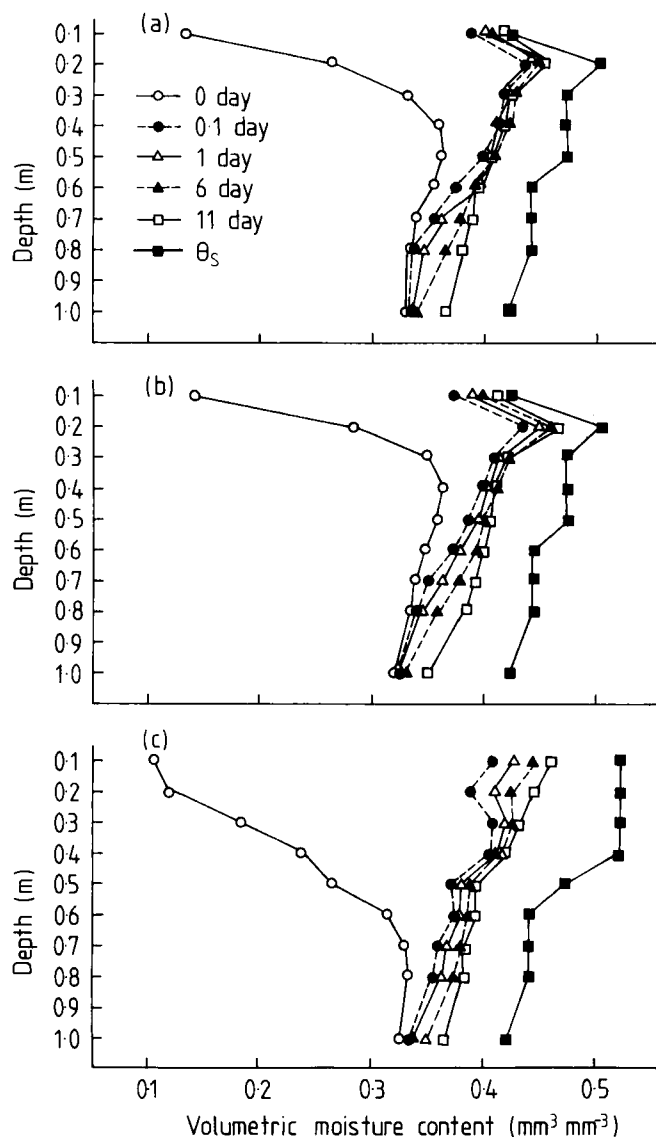 (a)
0·1
0·2
0·3
0·4
0·5
0·6
0·7
0·8
0·9
1·0
Depth (m)
0 day
0·1 day
1 day
6 day
11 day
θs
(b)
0·1
0·2
0·3
0·4
0·5
0·6
0·7
0·8
0·9
1·0
Depth (m)
(c)
0·1
0·2
0·3
0·4
0·5
0·6
0·7
0·8
0·9
1·0
Depth (m)
0·1
0·2
0·3
0·4
0·5
Volumetric moisture content (mm³ mm⁻³)